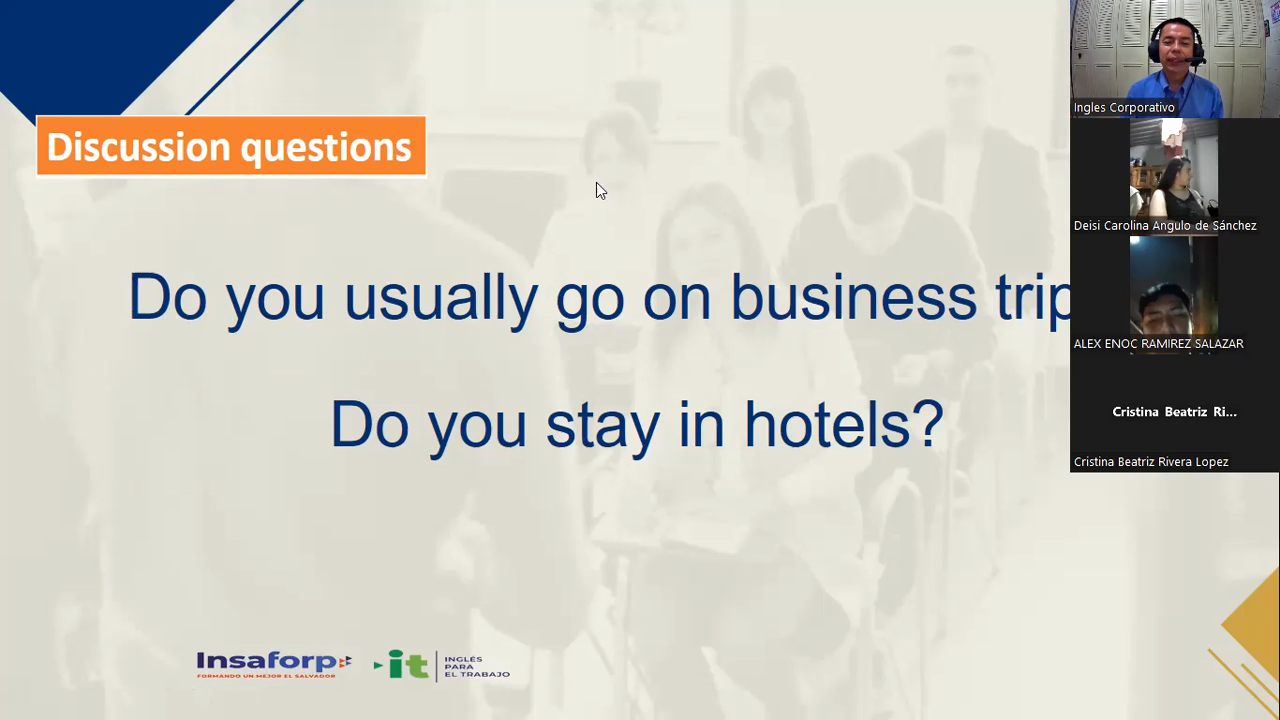 Discussion questions
Do you usually go on business trip
Do you stay in hotels?
Insaforp
FORMANDO UN MEJOR EL SALVADOR
it
INGLÉS
PARA
EL TRABAJO
Ingles Corporativo
Deisi Carolina Angulo de Sánchez
ALEX ENOC RAMIREZ SALAZAR
Cristina Beatriz Ri...
Cristina Beatriz Rivera Lopez